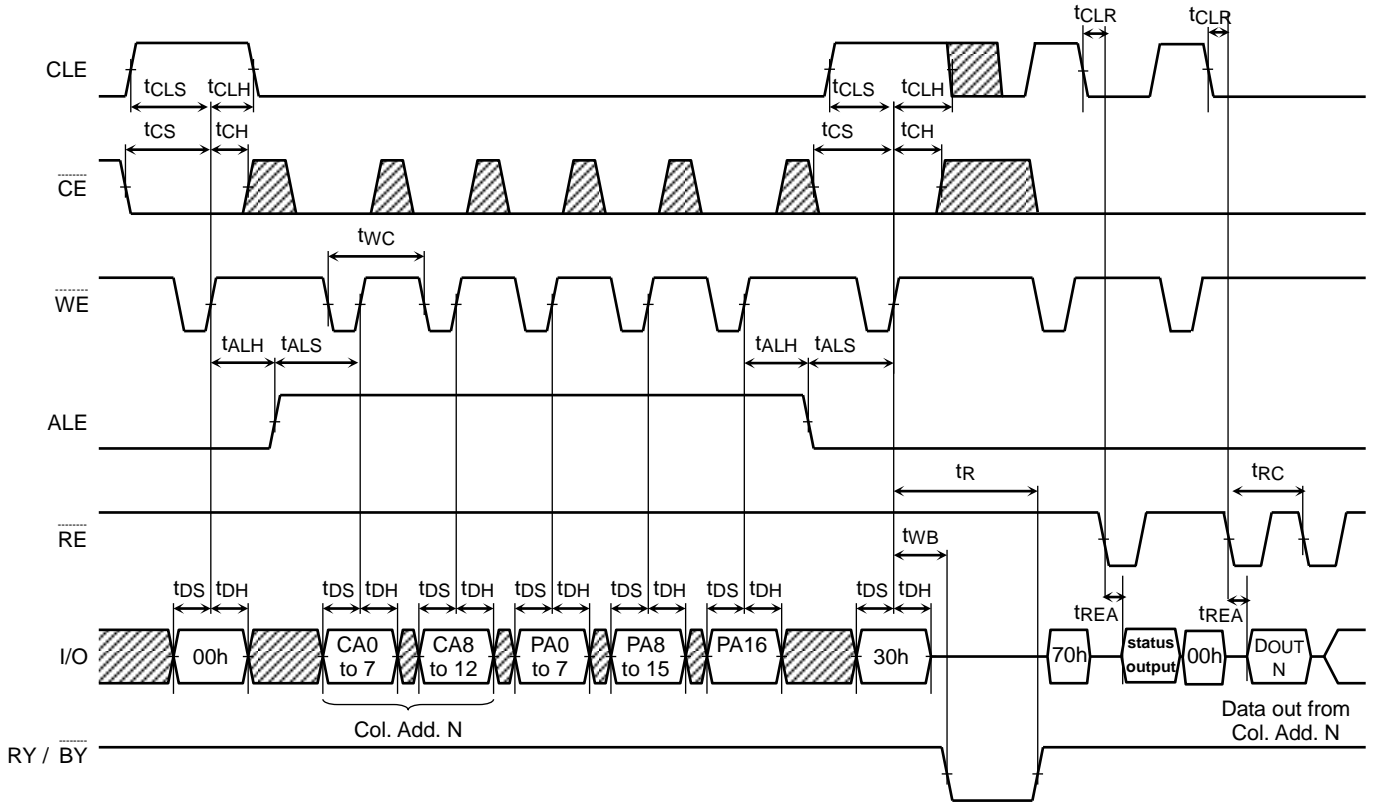 tCLR tCLR
CLE
tCLS tCLH tCLS tCLH
tCS tCH tCS tCH
CE
tWC
WE
tALH tALS tALH tALS
ALE
tR tRC
RE
tWB
tDS tDH tDS tDH tDS tDH tDS tDH tDS tDH tDS tDH tDS tDH
tREA tREA
I/O 00h CA0 to 7 CA8 to 12 PA0 to 7 PA8 to 15 PA16 30h 70h status output 00h DOUT N
Col. Add. N
Data out from
Col. Add. N
RY / BY